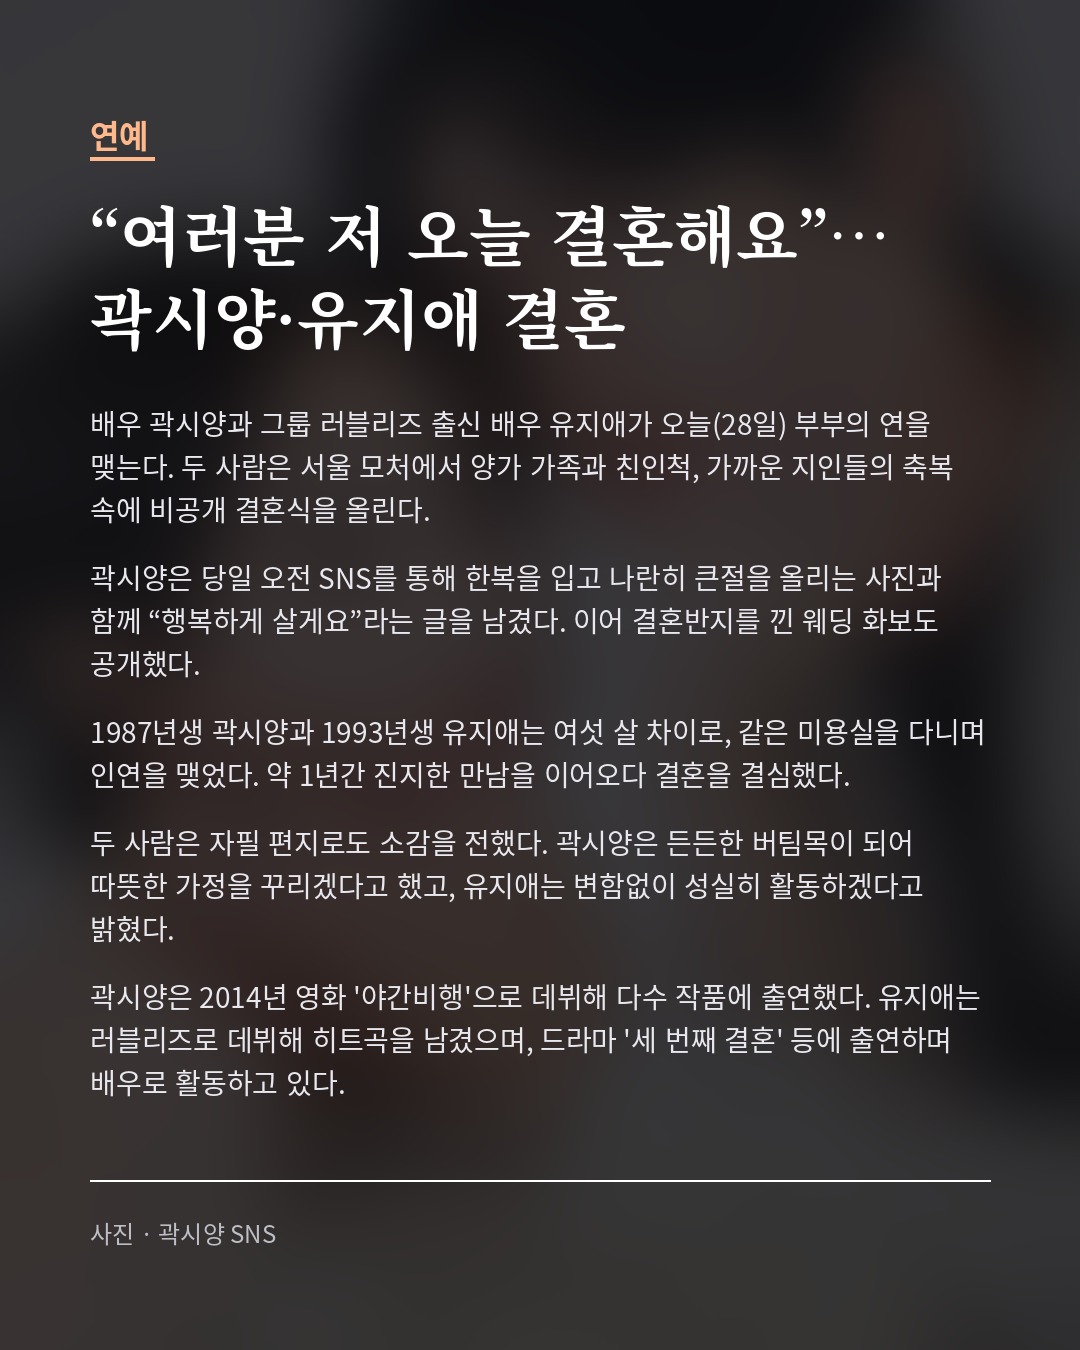 연예
“여러분 저 오늘 결혼해요”…
곽시양·유지애 결혼
배우 곽시양과 그룹 러블리즈 출신 배우 유지애가 오늘(28일) 부부의 연을
맺는다. 두 사람은 서울 모처에서 양가 가족과 친인척, 가까운 지인들의 축복
속에 비공개 결혼식을 올린다.
곽시양은 당일 오전 SNS를 통해 한복을 입고 나란히 큰절을 올리는 사진과
함께 “행복하게 살게요”라는 글을 남겼다. 이어 결혼반지를 낀 웨딩 화보도
공개했다.
1987년생 곽시양과 1993년생 유지애는 여섯 살 차이로, 같은 미용실을 다니며
인연을 맺었다. 약 1년간 진지한 만남을 이어오다 결혼을 결심했다.
두 사람은 자필 편지로도 소감을 전했다. 곽시양은 든든한 버팀목이 되어
따뜻한 가정을 꾸리겠다고 했고, 유지애는 변함없이 성실히 활동하겠다고
밝혔다.
곽시양은 2014년 영화 '야간비행'으로 데뷔해 다수 작품에 출연했다. 유지애는
러블리즈로 데뷔해 히트곡을 남겼으며, 드라마 '세 번째 결혼' 등에 출연하며
배우로 활동하고 있다.
사진 · 곽시양 SNS